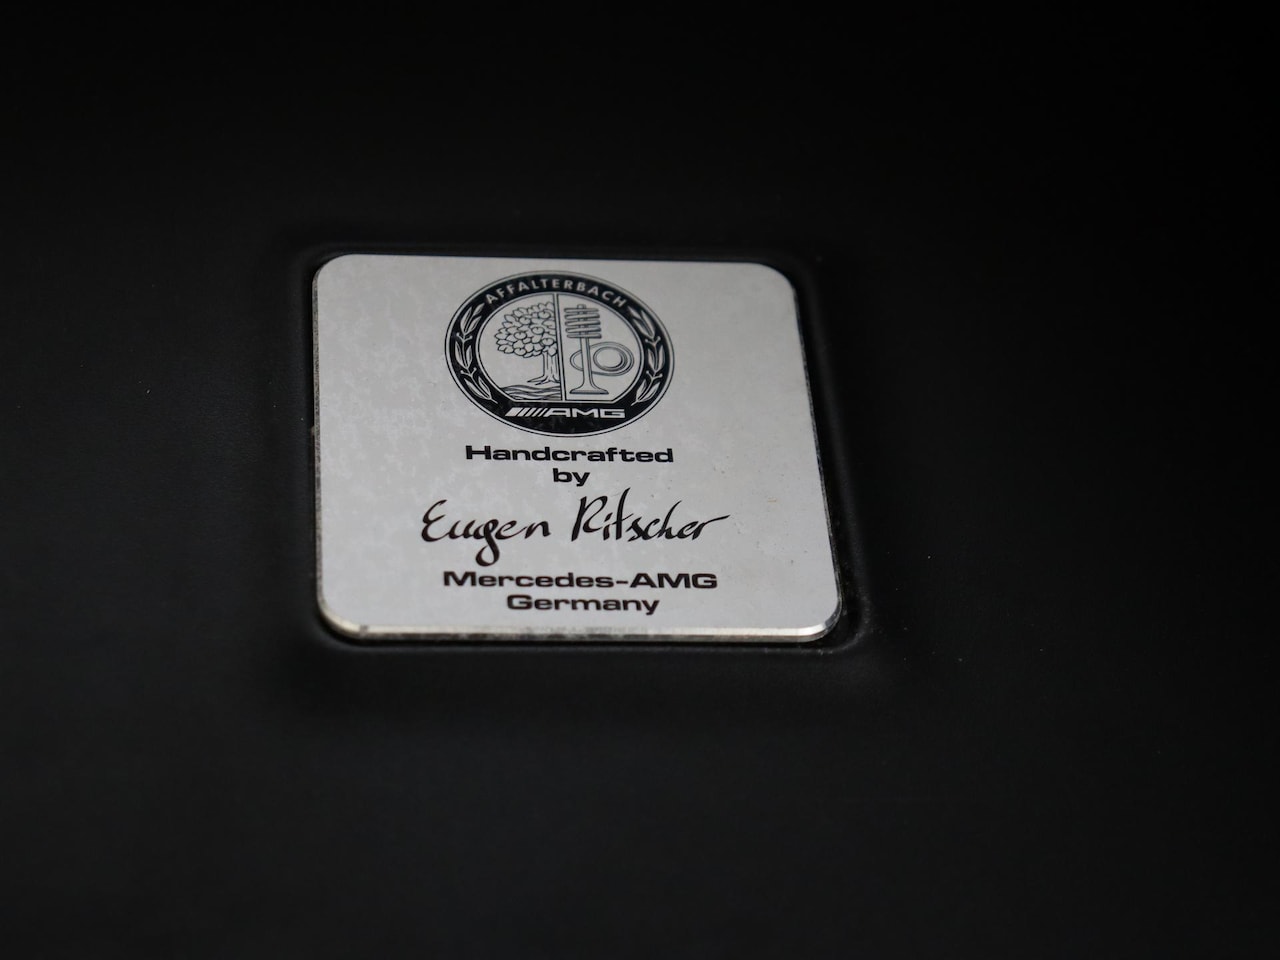 AFFALTERBACH
AMG
Handcrafted
by
Eugen Ritscher
Mercedes-AMG
Germany